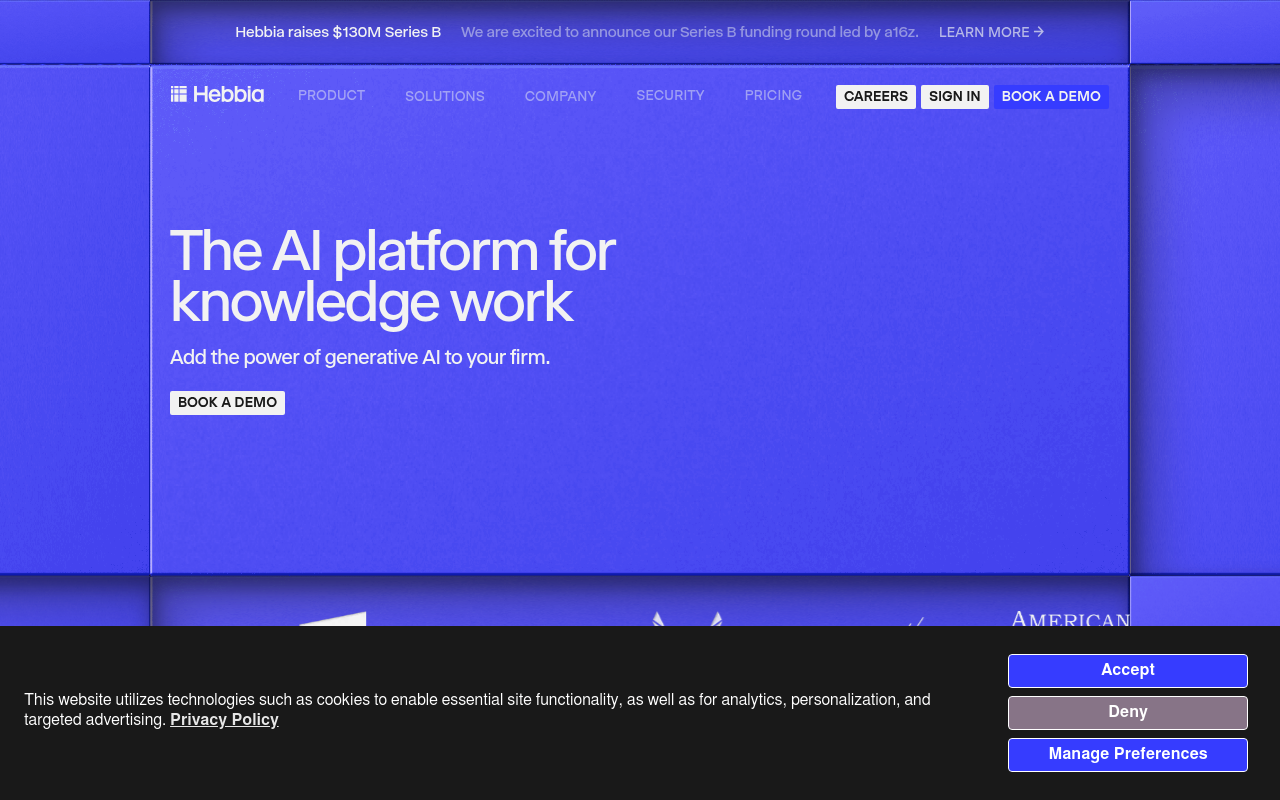 Hebbia raises $130M Series B We are excited to announce our Series B funding round led by a16z. LEARN MORE →
Hebbia PRODUCT SOLUTIONS COMPANY SECURITY PRICING CAREERS SIGN IN BOOK A DEMO
The AI platform for
knowledge work
Add the power of generative AI to your firm.
BOOK A DEMO
AMERICAN
This website utilizes technologies such as cookies to enable essential site functionality, as well as for analytics, personalization, and
targeted advertising. Privacy Policy
Accept
Deny
Manage Preferences